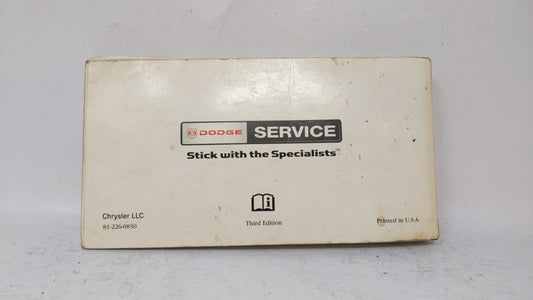 DODGE SERVICE
Stick with the Specialists™
Chrysler LLC
81-226-0850
Third Edition
Printed in U.S.A.